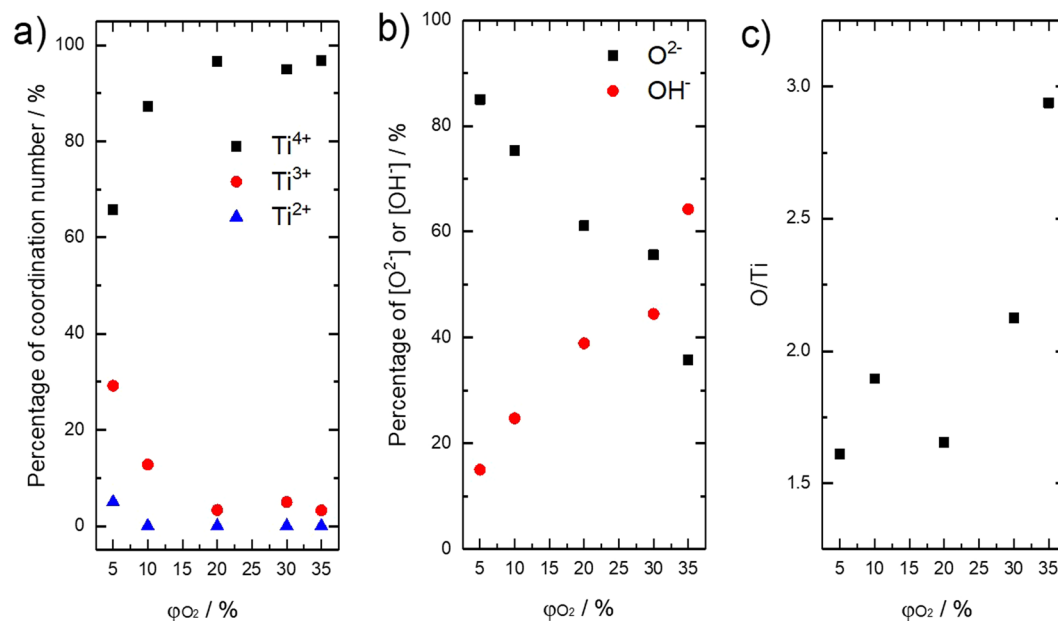 a)
Percentage of coordination number / %
100
80
60
40
20
0
Ti⁴⁺
Ti³⁺
Ti²⁺
5 10 15 20 25 30 35
φO₂ / %
b)
Percentage of [O²⁻] or [OH⁻] / %
100
80
60
40
20
0
O²⁻
OH⁻
5 10 15 20 25 30 35
φO₂ / %
c)
O/Ti
3.0
2.5
2.0
1.5
5 10 15 20 25 30 35
φO₂ / %